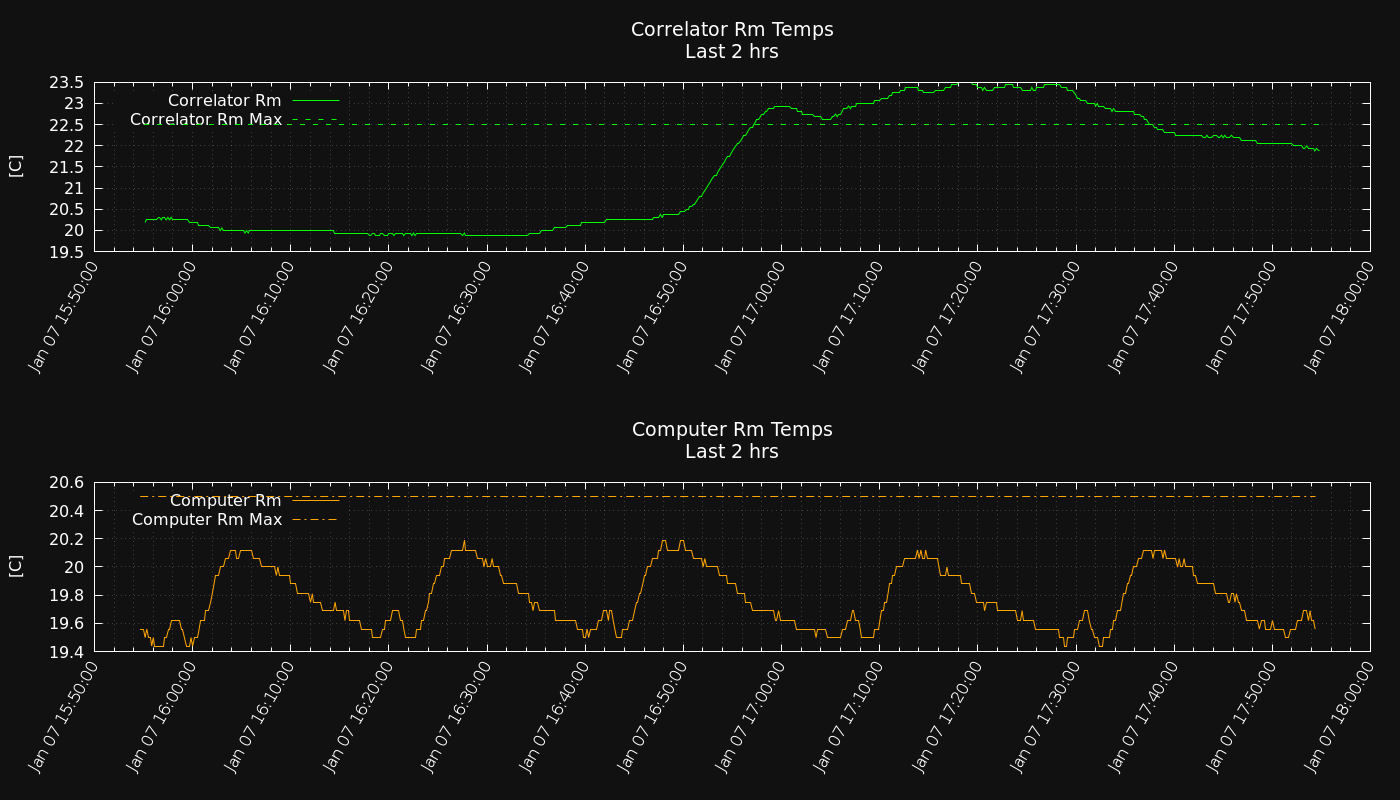 Correlator Rm Temps
Last 2 hrs
[C]
23.5
23
22.5
22
21.5
21
20.5
20
19.5
Correlator Rm
Correlator Rm Max
Jan 07 15:50:00
Jan 07 16:00:00
Jan 07 16:10:00
Jan 07 16:20:00
Jan 07 16:30:00
Jan 07 16:40:00
Jan 07 16:50:00
Jan 07 17:00:00
Jan 07 17:10:00
Jan 07 17:20:00
Jan 07 17:30:00
Jan 07 17:40:00
Jan 07 17:50:00
Jan 07 18:00:00
Computer Rm Temps
Last 2 hrs
[C]
20.6
20.4
20.2
20
19.8
19.6
19.4
Computer Rm
Computer Rm Max
Jan 07 15:50:00
Jan 07 16:00:00
Jan 07 16:10:00
Jan 07 16:20:00
Jan 07 16:30:00
Jan 07 16:40:00
Jan 07 16:50:00
Jan 07 17:00:00
Jan 07 17:10:00
Jan 07 17:20:00
Jan 07 17:30:00
Jan 07 17:40:00
Jan 07 17:50:00
Jan 07 18:00:00